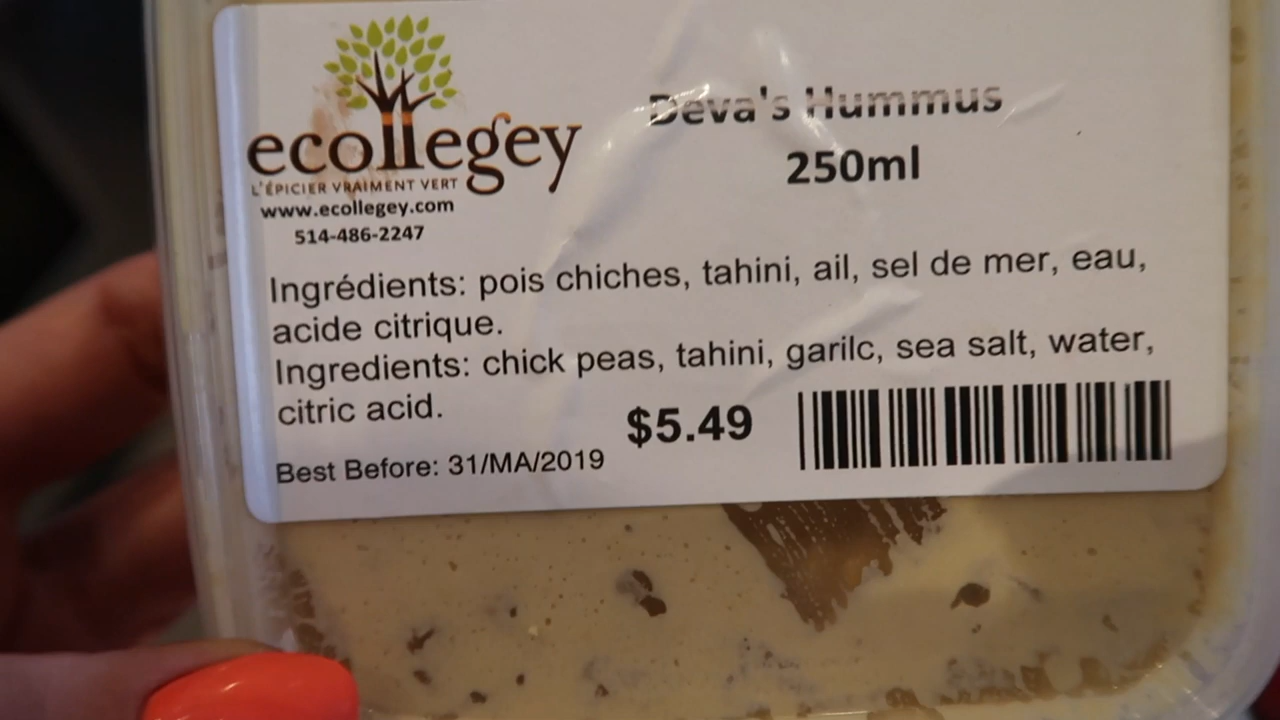 ecollegey
L'ÉPICIER VRAIMENT VERT
www.ecollegey.com
514-486-2247
Deva's Hummus
250ml
Ingrédients: pois chiches, tahini, ail, sel de mer, eau,
acide citrique.
Ingredients: chick peas, tahini, garilc, sea salt, water,
citric acid.
$5.49
Best Before: 31/MA/2019